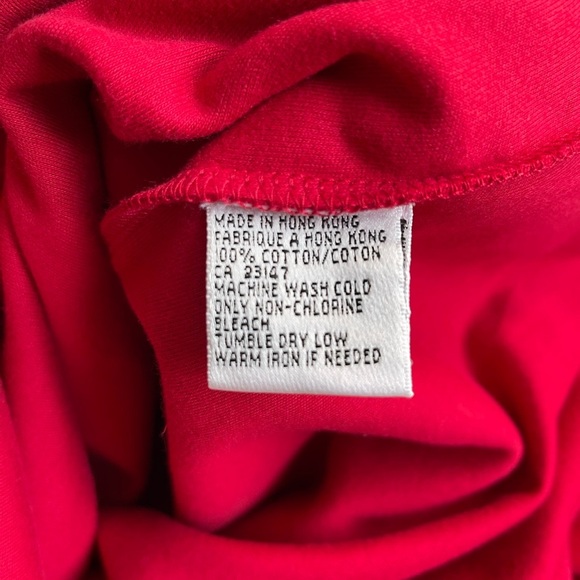 MADE IN HONG KONG
FABRIQUE A HONG KONG
100% COTTON/COTON
CA 23147
MACHINE WASH COLD
ONLY NON-CHLORINE
BLEACH
TUMBLE DRY LOW
WARM IRON IF NEEDED